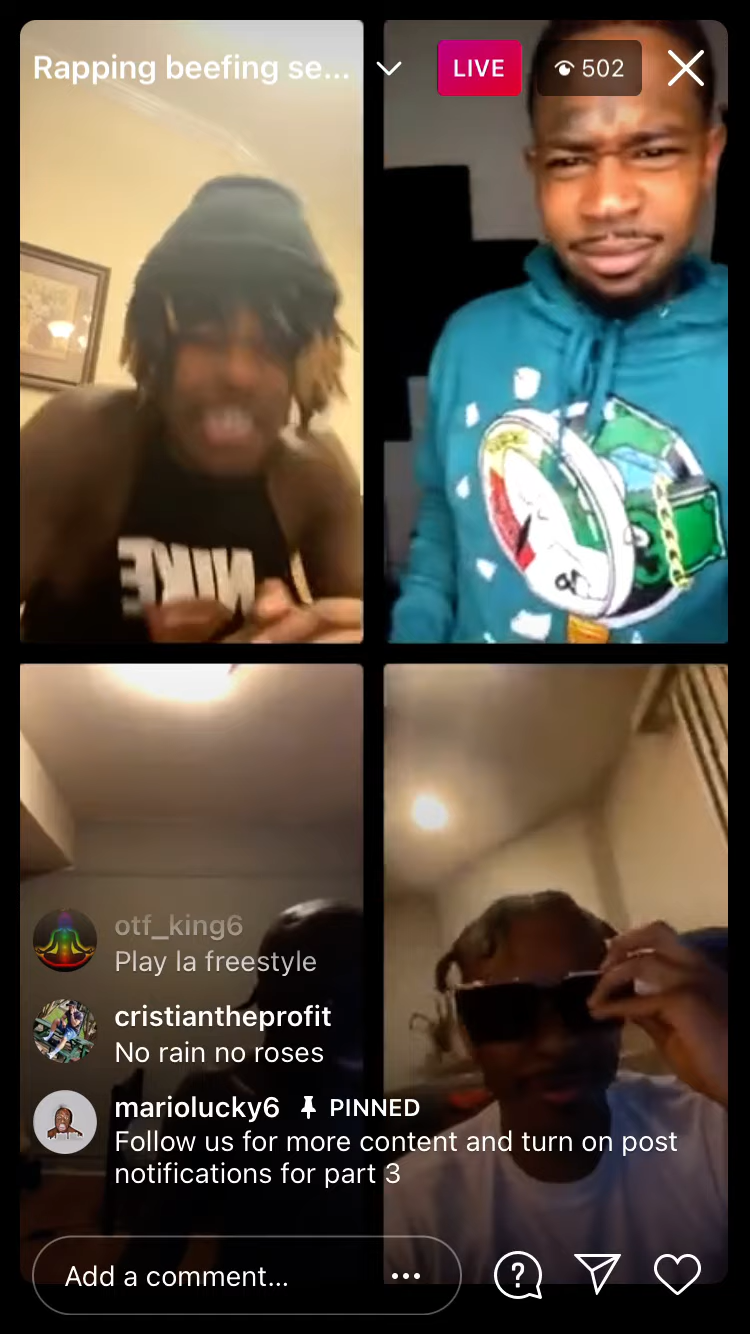 Rapping beefing se...
LIVE
502
NIKE
otf_king6
Play la freestyle
cristiantheprofit
No rain no roses
mariolucky6 PINNED
Follow us for more content and turn on post
notifications for part 3
Add a comment...